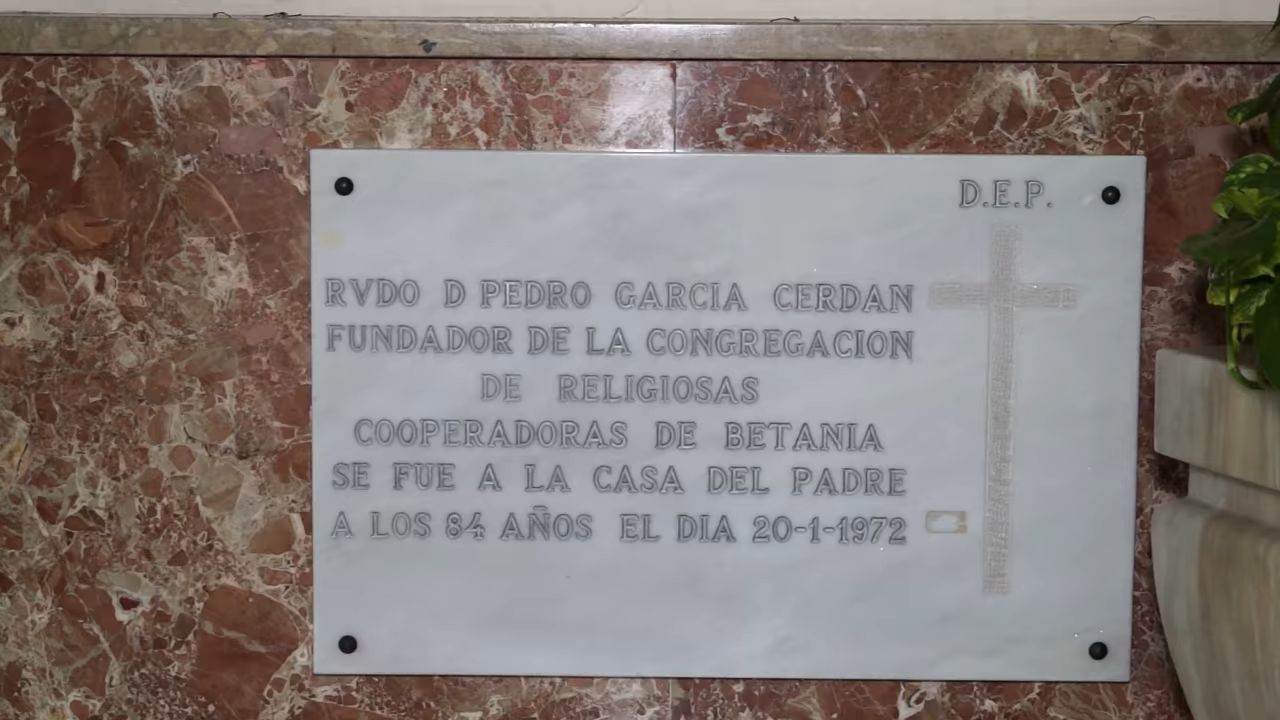 D.E.P.
RVDO D PEDRO GARCIA CERDAN
FUNDADOR DE LA CONGREGACION
DE RELIGIOSAS
COOPERADORAS DE BETANIA
SE FUE A LA CASA DEL PADRE
A LOS 84 AÑOS EL DIA 20-1-1972